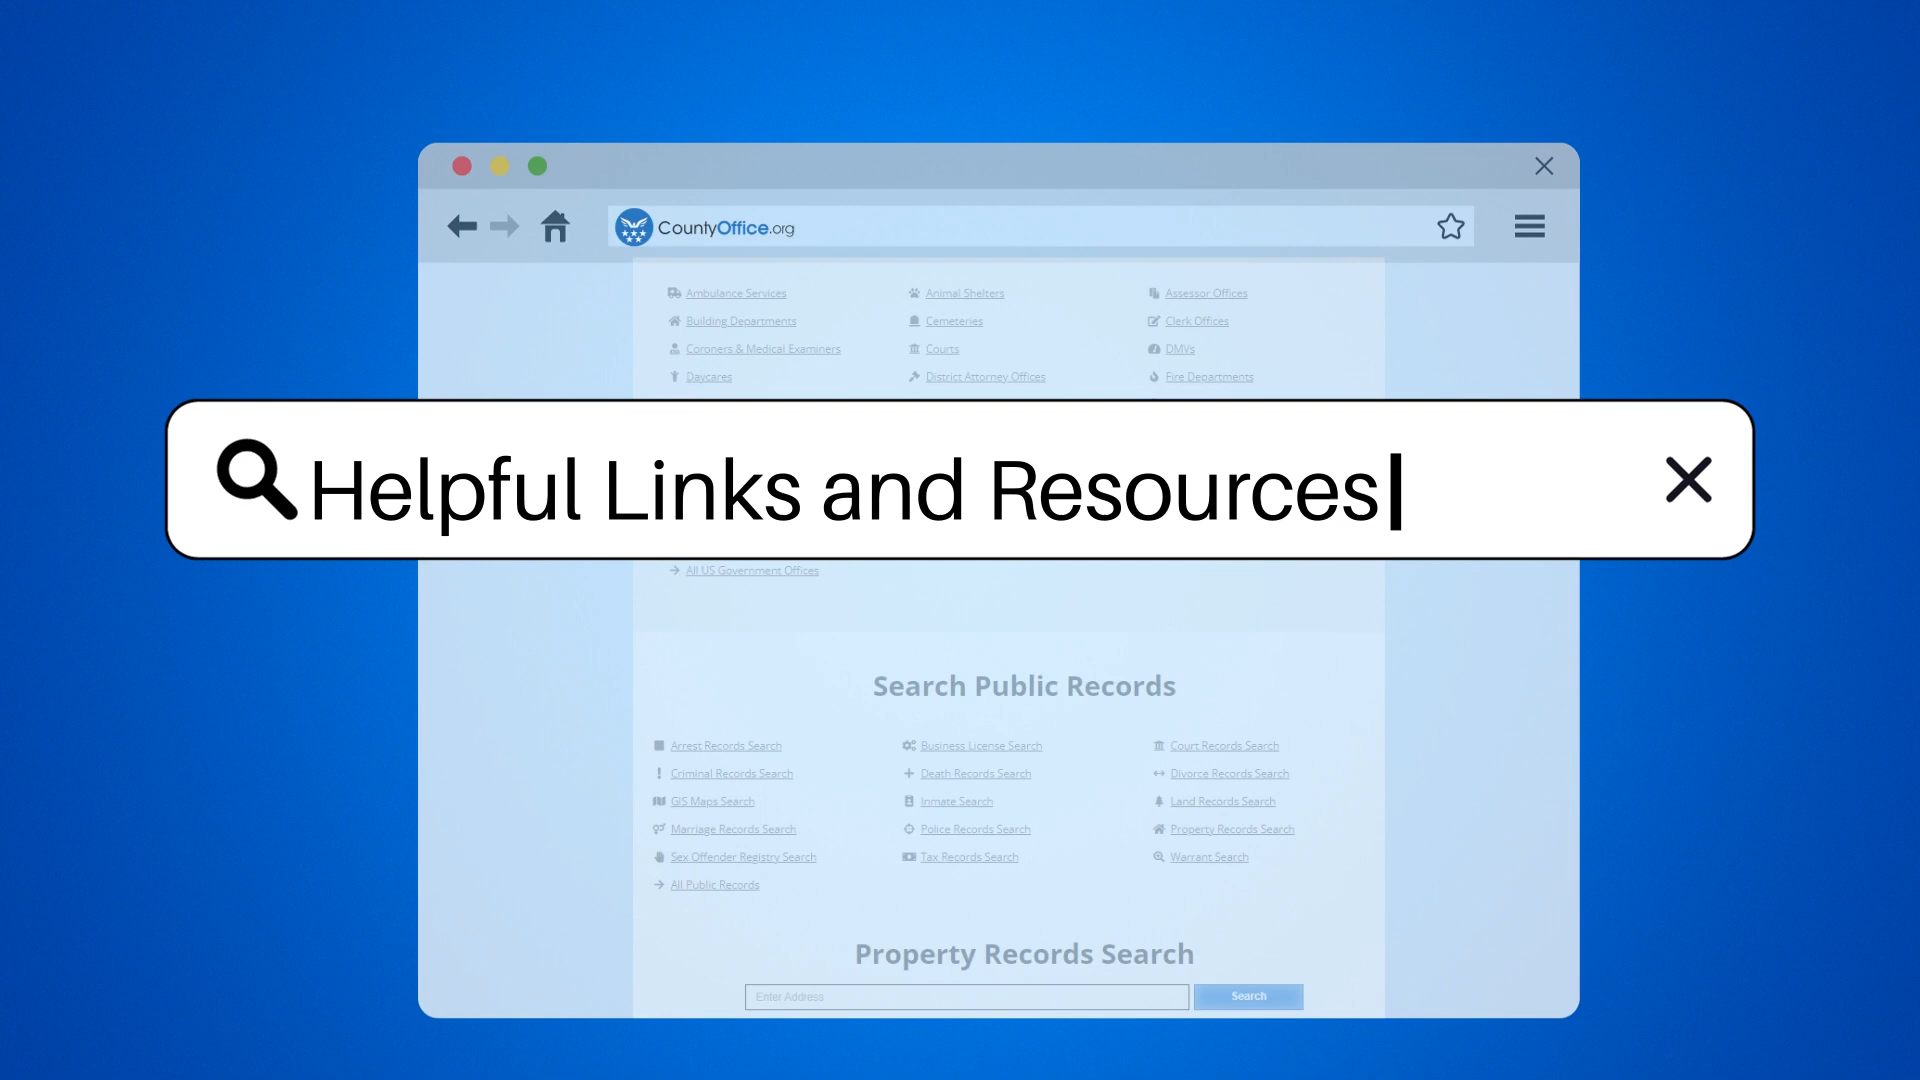 CountyOffice.org
Ambulance Services Animal Shelters Assessor Offices
Building Departments Cemeteries Clerk Offices
Coroners & Medical Examiners Courts DMVs
Daycares District Attorney Offices Fire Departments
Helpful Links and Resources
All US Government Offices
Search Public Records
Arrest Records Search Business License Search Court Records Search
Criminal Records Search Death Records Search Divorce Records Search
GIS Maps Search Inmate Search Land Records Search
Marriage Records Search Police Records Search Property Records Search
Sex Offender Registry Search Tax Records Search Warrant Search
All Public Records
Property Records Search
Enter Address Search